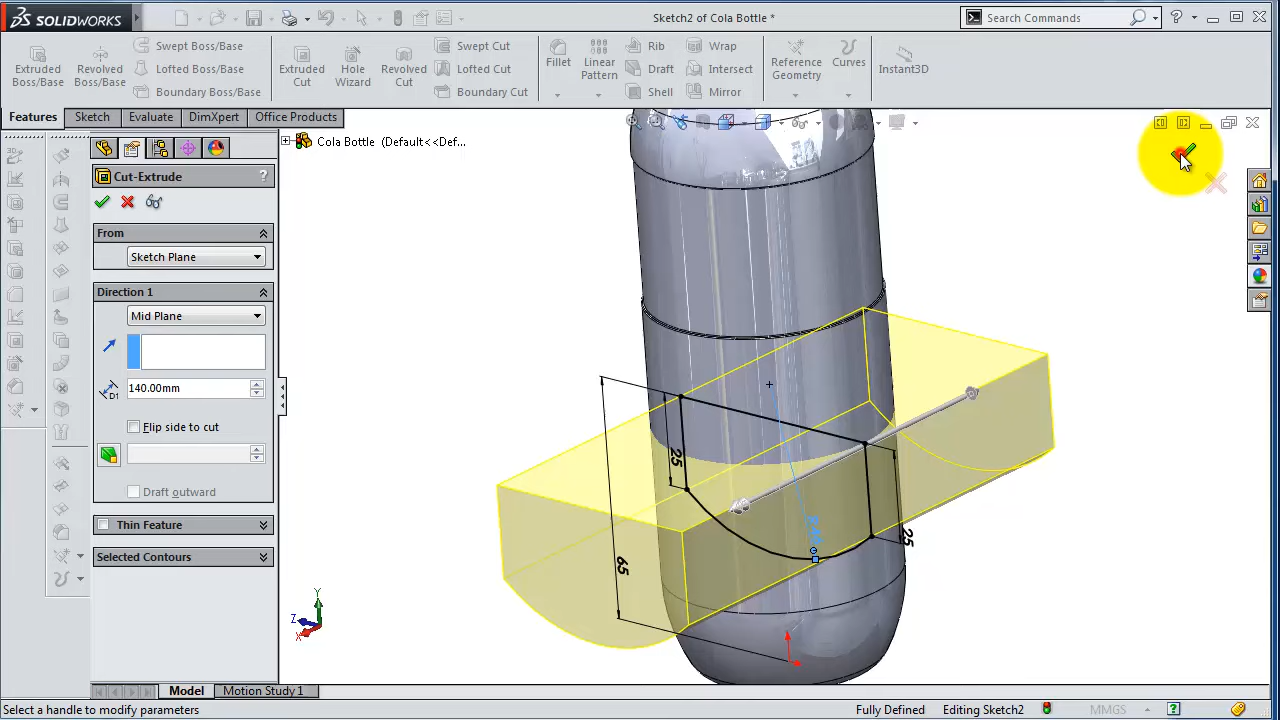 SOLIDWORKS
Sketch2 of Cola Bottle *
Search Commands
Extruded Boss/Base
Revolved Boss/Base
Swept Boss/Base
Lofted Boss/Base
Boundary Boss/Base
Extruded Cut
Hole Wizard
Revolved Cut
Swept Cut
Lofted Cut
Boundary Cut
Fillet
Linear Pattern
Rib
Draft
Shell
Wrap
Intersect
Mirror
Reference Geometry
Curves
Instant3D
Features
Sketch
Evaluate
DimXpert
Office Products
Cola Bottle (Default<<Def...
Cut-Extrude
?
From
Sketch Plane
Direction 1
Mid Plane
D1
140.00mm
Flip side to cut
Draft outward
Thin Feature
Selected Contours
25
65
25
Y
Z
X
Model
Motion Study 1
Select a handle to modify parameters
Fully Defined
Editing Sketch2
MMGS
?